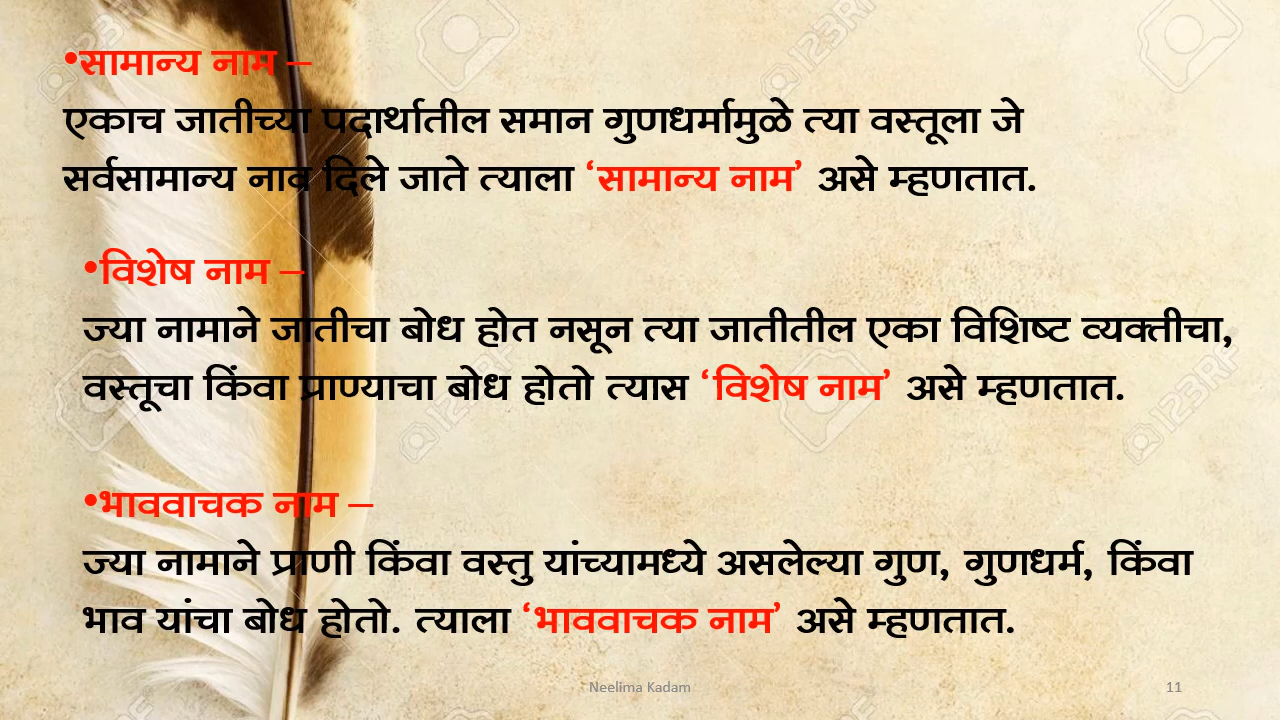 •सामान्य नाम –
एकाच जातीच्या पदार्थातील समान गुणधर्मामुळे त्या वस्तूला जे
सर्वसामान्य नाव दिले जाते त्याला ‘सामान्य नाम’ असे म्हणतात.
•विशेष नाम –
ज्या नामाने जातीचा बोध होत नसून त्या जातीतील एका विशिष्ट व्यक्तीचा,
वस्तूचा किंवा प्राण्याचा बोध होतो त्यास ‘विशेष नाम’ असे म्हणतात.
•भाववाचक नाम –
ज्या नामाने प्राणी किंवा वस्तु यांच्यामध्ये असलेल्या गुण, गुणधर्म, किंवा
भाव यांचा बोध होतो. त्याला ‘भाववाचक नाम’ असे म्हणतात.
Neelima Kadam
11